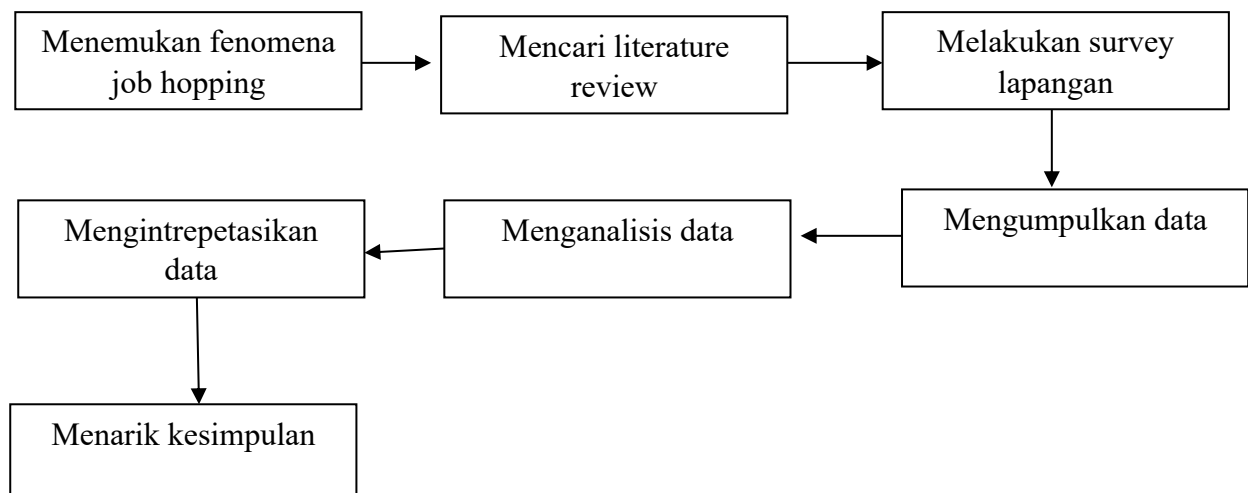 Menemukan fenomena
job hopping
Mencari literature
review
Melakukan survey
lapangan
Mengumpulkan data
Menganalisis data
Mengintrepetasikan
data
Menarik kesimpulan